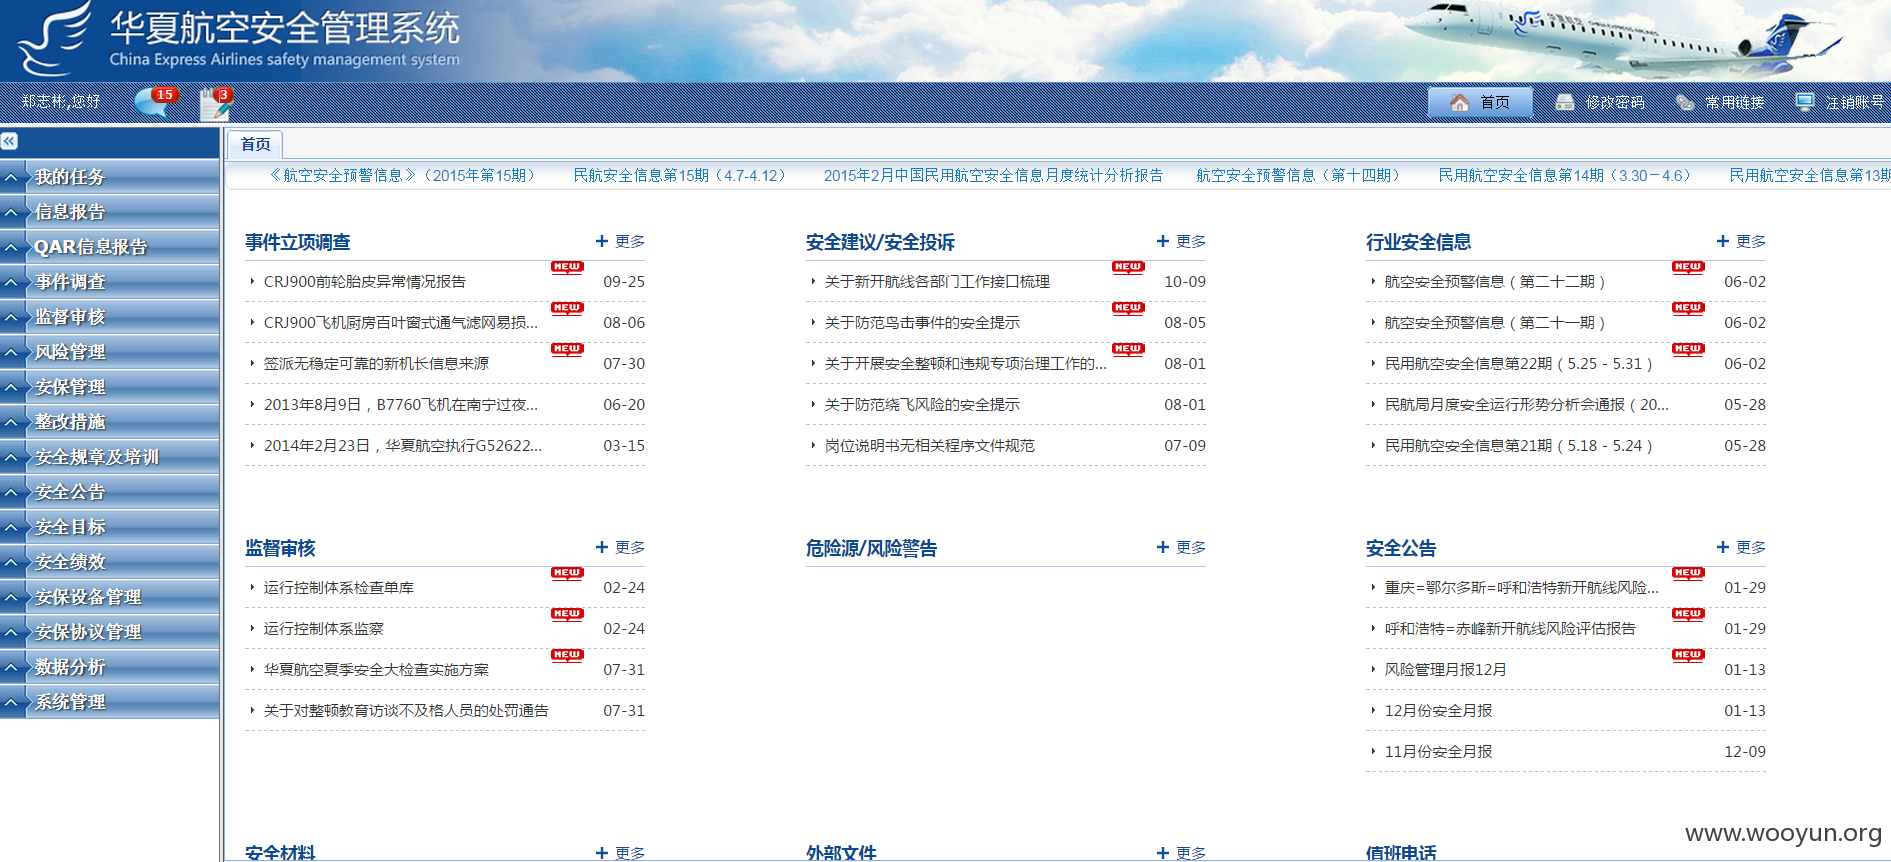 华夏航空安全管理系统
China Express Airlines safety management system
郑志彬,您好 15 3 首页 修改密码 常用链接 注销账号
首页
《航空安全预警信息》（2015年第15期） 民航安全信息第15期（4.7-4.12） 2015年2月中国民用航空安全信息月度统计分析报告 航空安全预警信息（第十四期） 民用航空安全信息第14期（3.30－4.6） 民用航空安全信息第13期
我的任务
信息报告
QAR信息报告
事件调查
监督审核
风险管理
安保管理
整改措施
安全规章及培训
安全公告
安全目标
安全绩效
安保设备管理
安保协议管理
数据分析
系统管理
事件立项调查 + 更多
CRJ900前轮胎皮异常情况报告 NEW 09-25
CRJ900飞机厨房百叶窗式通气滤网易损... NEW 08-06
签派无稳定可靠的新机长信息来源 NEW 07-30
2013年8月9日，B7760飞机在南宁过夜... 06-20
2014年2月23日，华夏航空执行G52622... 03-15
安全建议/安全投诉 + 更多
关于新开航线各部门工作接口梳理 NEW 10-09
关于防范鸟击事件的安全提示 NEW 08-05
关于开展安全整顿和违规专项治理工作的... NEW 08-01
关于防范绕飞风险的安全提示 08-01
岗位说明书无相关程序文件规范 07-09
行业安全信息 + 更多
航空安全预警信息（第二十二期） NEW 06-02
航空安全预警信息（第二十一期） NEW 06-02
民用航空安全信息第22期（5.25 - 5.31） NEW 06-02
民航局月度安全运行形势分析会通报（20... 05-28
民用航空安全信息第21期（5.18 - 5.24） 05-28
监督审核 + 更多
运行控制体系检查单库 NEW 02-24
运行控制体系监察 NEW 02-24
华夏航空夏季安全大检查实施方案 NEW 07-31
关于对整顿教育访谈不及格人员的处罚通告 07-31
危险源/风险警告 + 更多
安全公告 + 更多
重庆=鄂尔多斯=呼和浩特新开航线风险... NEW 01-29
呼和浩特=赤峰新开航线风险评估报告 NEW 01-29
风险管理月报12月 NEW 01-13
12月份安全月报 01-13
11月份安全月报 12-09
安全材料 + 更多
外部文件 + 更多
值班电话
www.wooyun.org